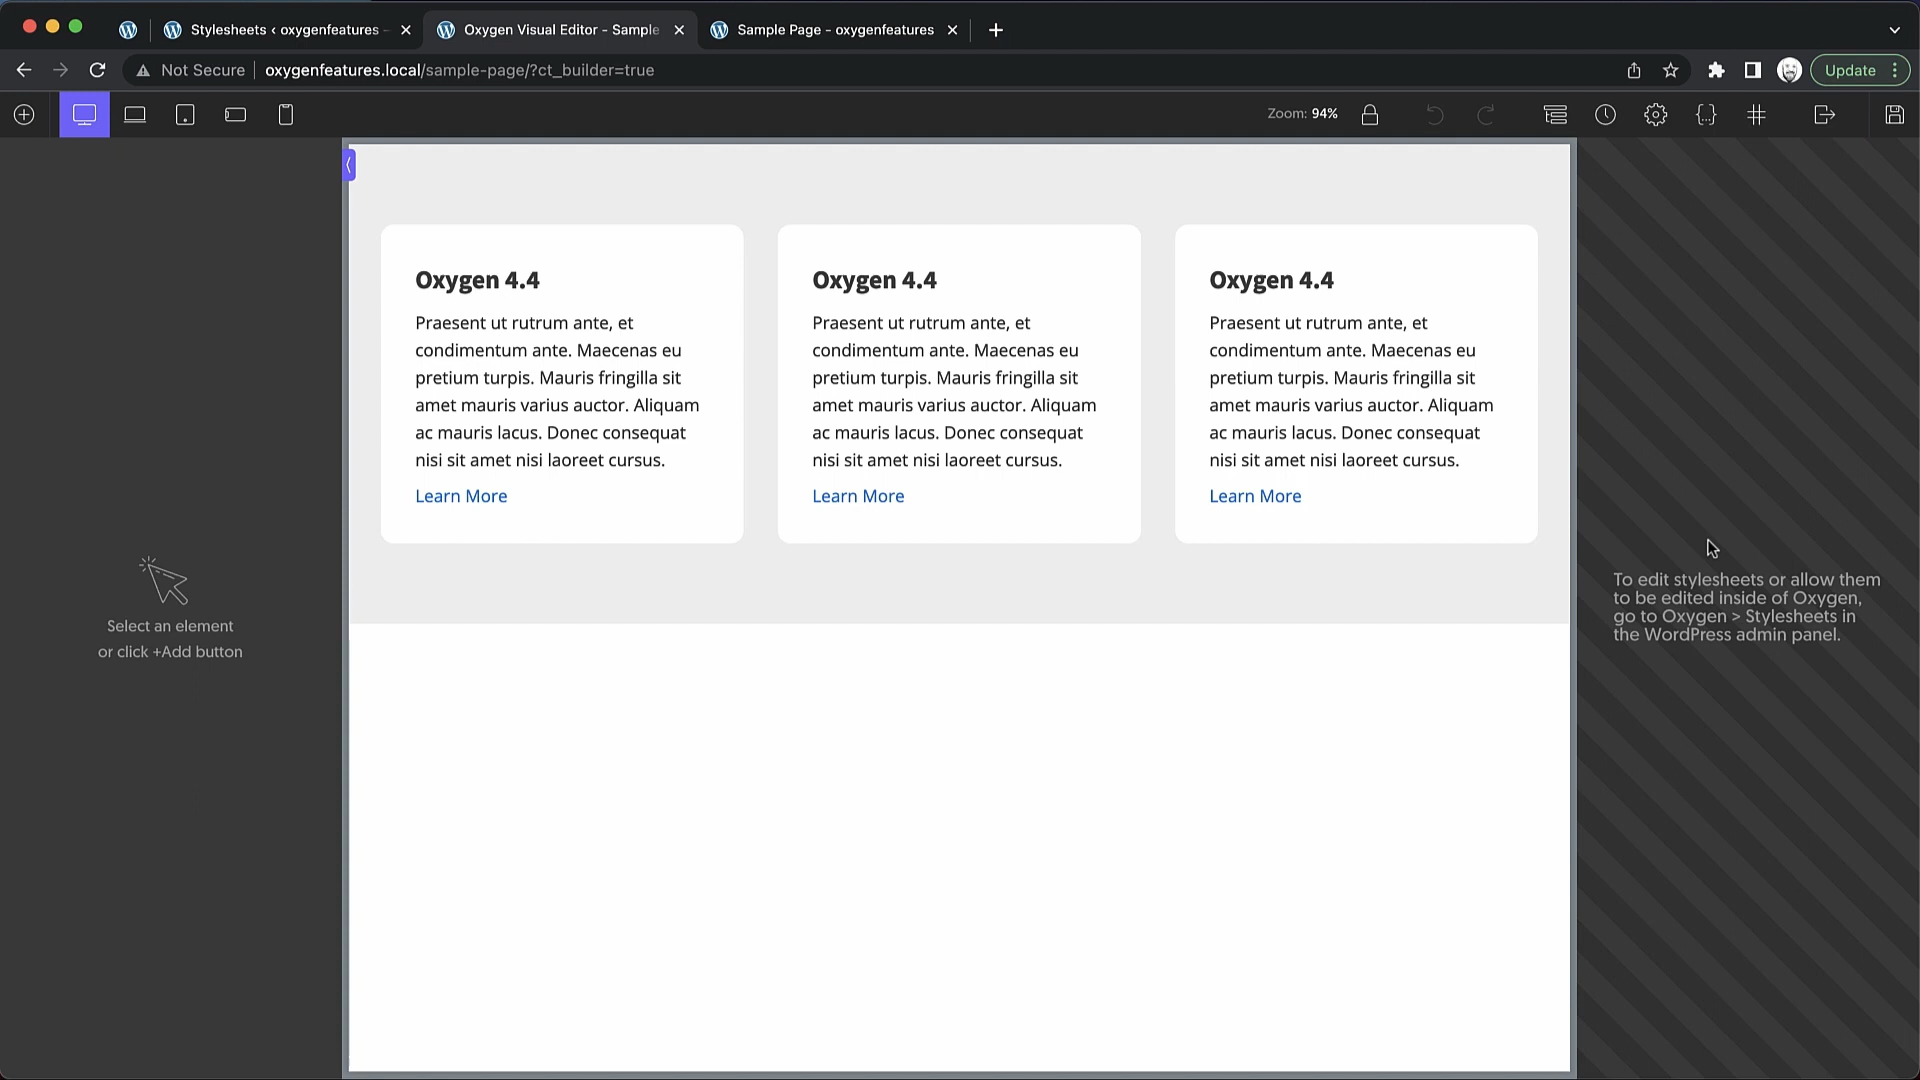 Stylesheets ‹ oxygenfeatures -
Oxygen Visual Editor - Sample
Sample Page - oxygenfeatures
Not Secure
oxygenfeatures.local/sample-page/?ct_builder=true
Update
Zoom: 94%
Oxygen 4.4
Praesent ut rutrum ante, et
condimentum ante. Maecenas eu
pretium turpis. Mauris fringilla sit
amet mauris varius auctor. Aliquam
ac mauris lacus. Donec consequat
nisi sit amet nisi laoreet cursus.
Learn More
Oxygen 4.4
Praesent ut rutrum ante, et
condimentum ante. Maecenas eu
pretium turpis. Mauris fringilla sit
amet mauris varius auctor. Aliquam
ac mauris lacus. Donec consequat
nisi sit amet nisi laoreet cursus.
Learn More
Oxygen 4.4
Praesent ut rutrum ante, et
condimentum ante. Maecenas eu
pretium turpis. Mauris fringilla sit
amet mauris varius auctor. Aliquam
ac mauris lacus. Donec consequat
nisi sit amet nisi laoreet cursus.
Learn More
Select an element
or click +Add button
To edit stylesheets or allow them
to be edited inside of Oxygen,
go to Oxygen > Stylesheets in
the WordPress admin panel.